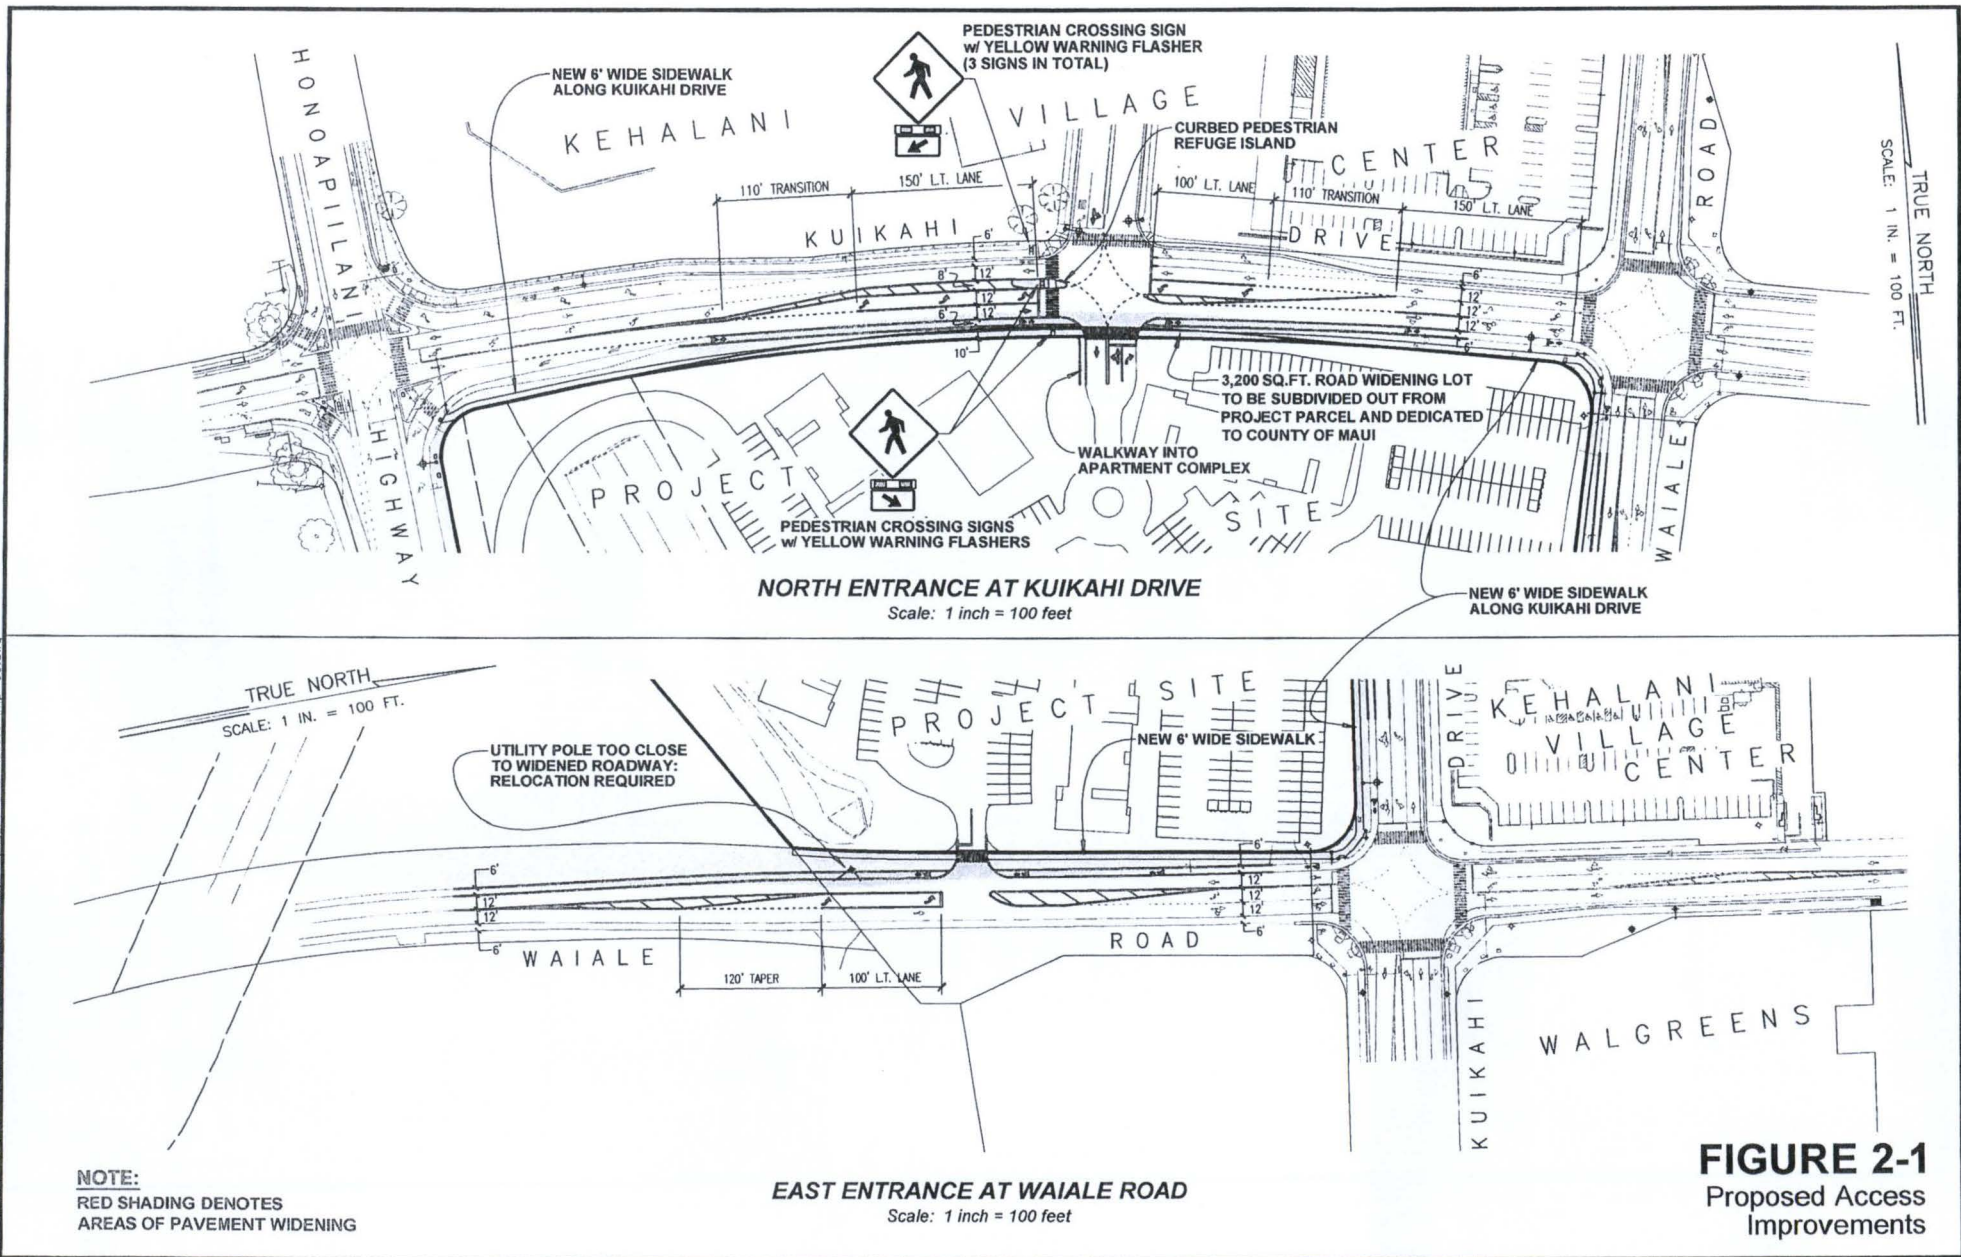 HONOAPIILANI
HIGHWAY
NEW 6' WIDE SIDEWALK
ALONG KUIKAHI DRIVE
KEHALANI
VILLAGE
CENTER
PEDESTRIAN CROSSING SIGN
w/ YELLOW WARNING FLASHER
(3 SIGNS IN TOTAL)
CURBED PEDESTRIAN
REFUGE ISLAND
110' TRANSITION
150' L.T. LANE
100' L.T. LANE
110' TRANSITION
150' L.T. LANE
KUIKAHI
DRIVE
ROAD
WAIALE
TRUE NORTH
SCALE: 1 IN. = 100 FT.
6'
8'
12'
12'
12'
6'
10'
6'
12'
12'
12'
3,200 SQ.FT. ROAD WIDENING LOT
TO BE SUBDIVIDED OUT FROM
PROJECT PARCEL AND DEDICATED
TO COUNTY OF MAUI
WALKWAY INTO
APARTMENT COMPLEX
PROJECT
SITE
PEDESTRIAN CROSSING SIGNS
w/ YELLOW WARNING FLASHERS
NORTH ENTRANCE AT KUIKAHI DRIVE
Scale: 1 inch = 100 feet
NEW 6' WIDE SIDEWALK
ALONG KUIKAHI DRIVE
TRUE NORTH
SCALE: 1 IN. = 100 FT.
UTILITY POLE TOO CLOSE
TO WIDENED ROADWAY:
RELOCATION REQUIRED
PROJECT
SITE
NEW 6' WIDE SIDEWALK
DRIVE
KEHALANI
VILLAGE
CENTER
6'
12'
12'
6'
6'
12'
12'
12'
6'
WAIALE
ROAD
120' TAPER
100' L.T. LANE
KUIKAHI
WALGREENS
NOTE:
RED SHADING DENOTES
AREAS OF PAVEMENT WIDENING
EAST ENTRANCE AT WAIALE ROAD
Scale: 1 inch = 100 feet
FIGURE 2-1
Proposed Access
Improvements